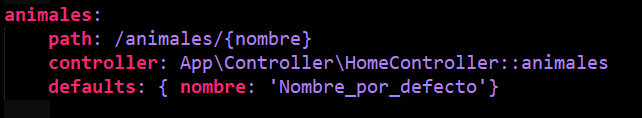 animales:
    path: /animales/{nombre}
    controller: App\Controller\HomeController::animales
    defaults: { nombre: 'Nombre_por_defecto'}